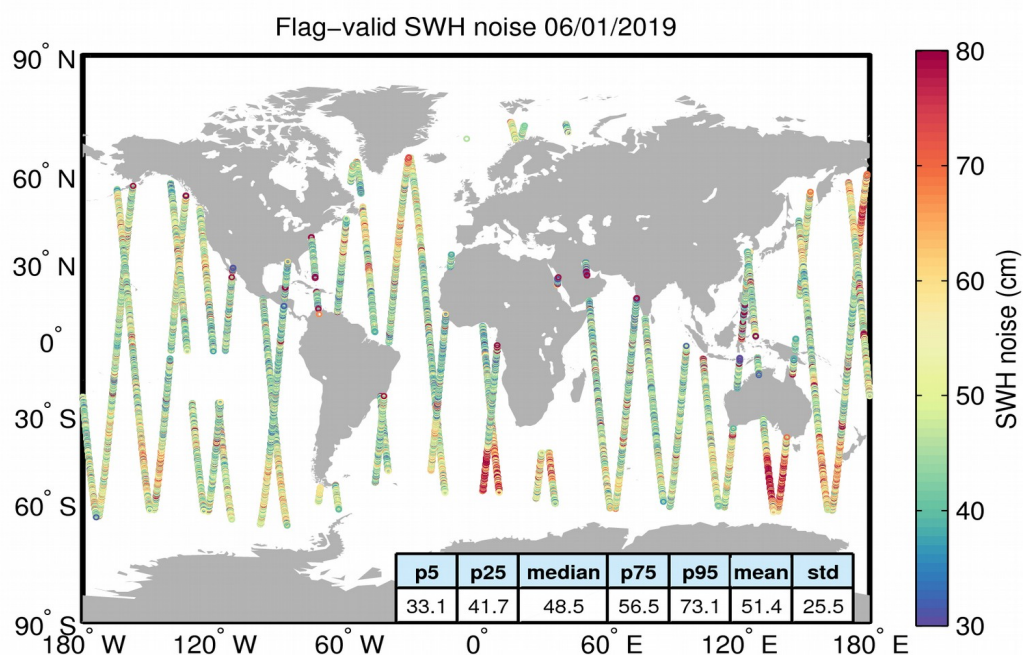 Flag−valid SWH noise 06/01/2019
90° N
60° N
30° N
0°
30° S
60° S
90° S
180° W
120° W
60° W
0°
60° E
120° E
180° E
80
70
60
50
40
30
SWH noise (cm)
p5 p25 median p75 p95 mean std
33.1 41.7 48.5 56.5 73.1 51.4 25.5